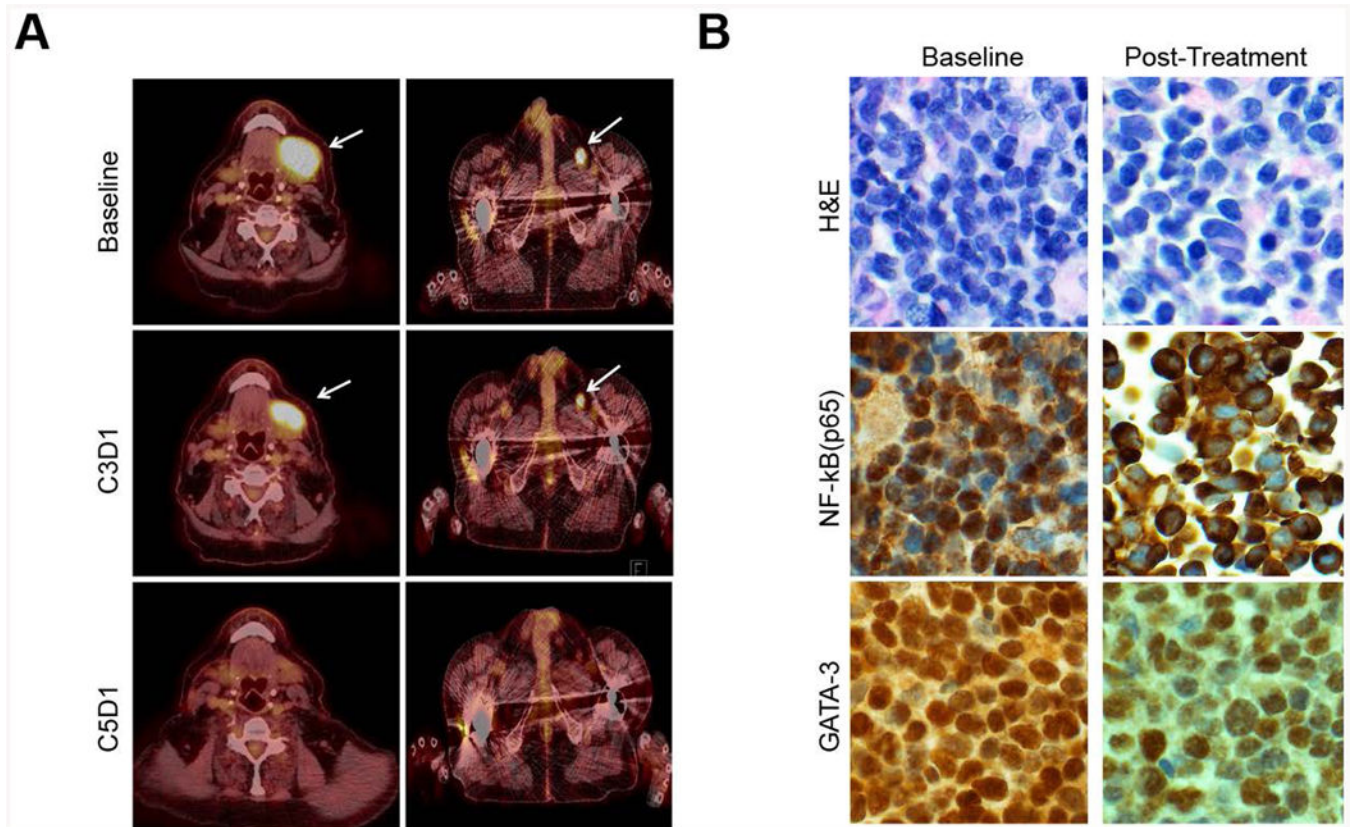 A
Baseline
C3D1
C5D1
F
B
Baseline
Post-Treatment
H&E
NF-kB(p65)
GATA-3